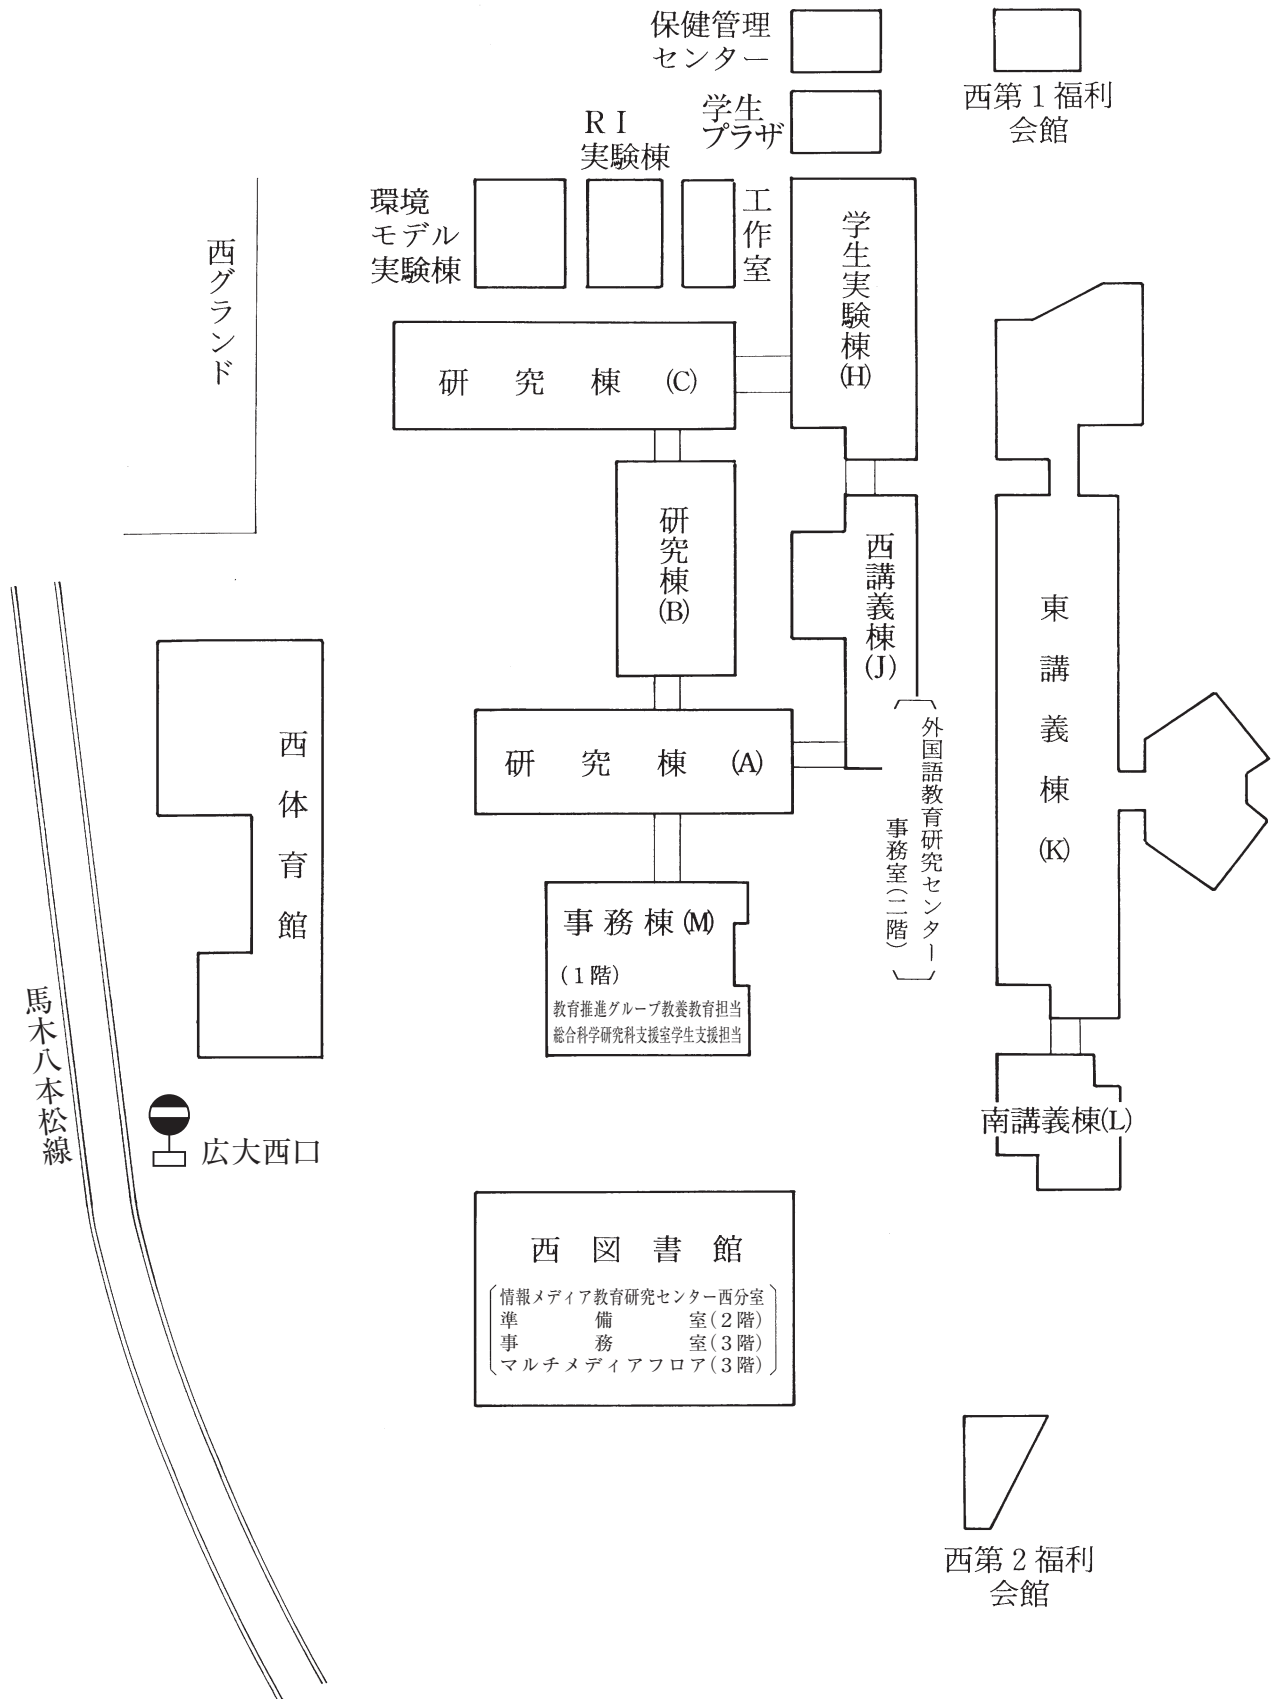 保健管理
センター
西第1福利
会館
学生
プラザ
RI
実験棟
環境
モデル
実験棟
工作室
学生実験棟(H)
西グランド
研究棟(C)
研究棟(B)
西講義棟(J)
東講義棟(K)
研究棟(A)
外国語教育研究センター
事務室(二階)
西体育館
事務棟(M)
(1階)
教育推進グループ教養教育担当
総合科学研究科支援室学生支援担当
馬木八本松線
広大西口
南講義棟(L)
西図書館
情報メディア教育研究センター西分室
準備室(2階)
事務室(3階)
マルチメディアフロア(3階)
西第2福利
会館